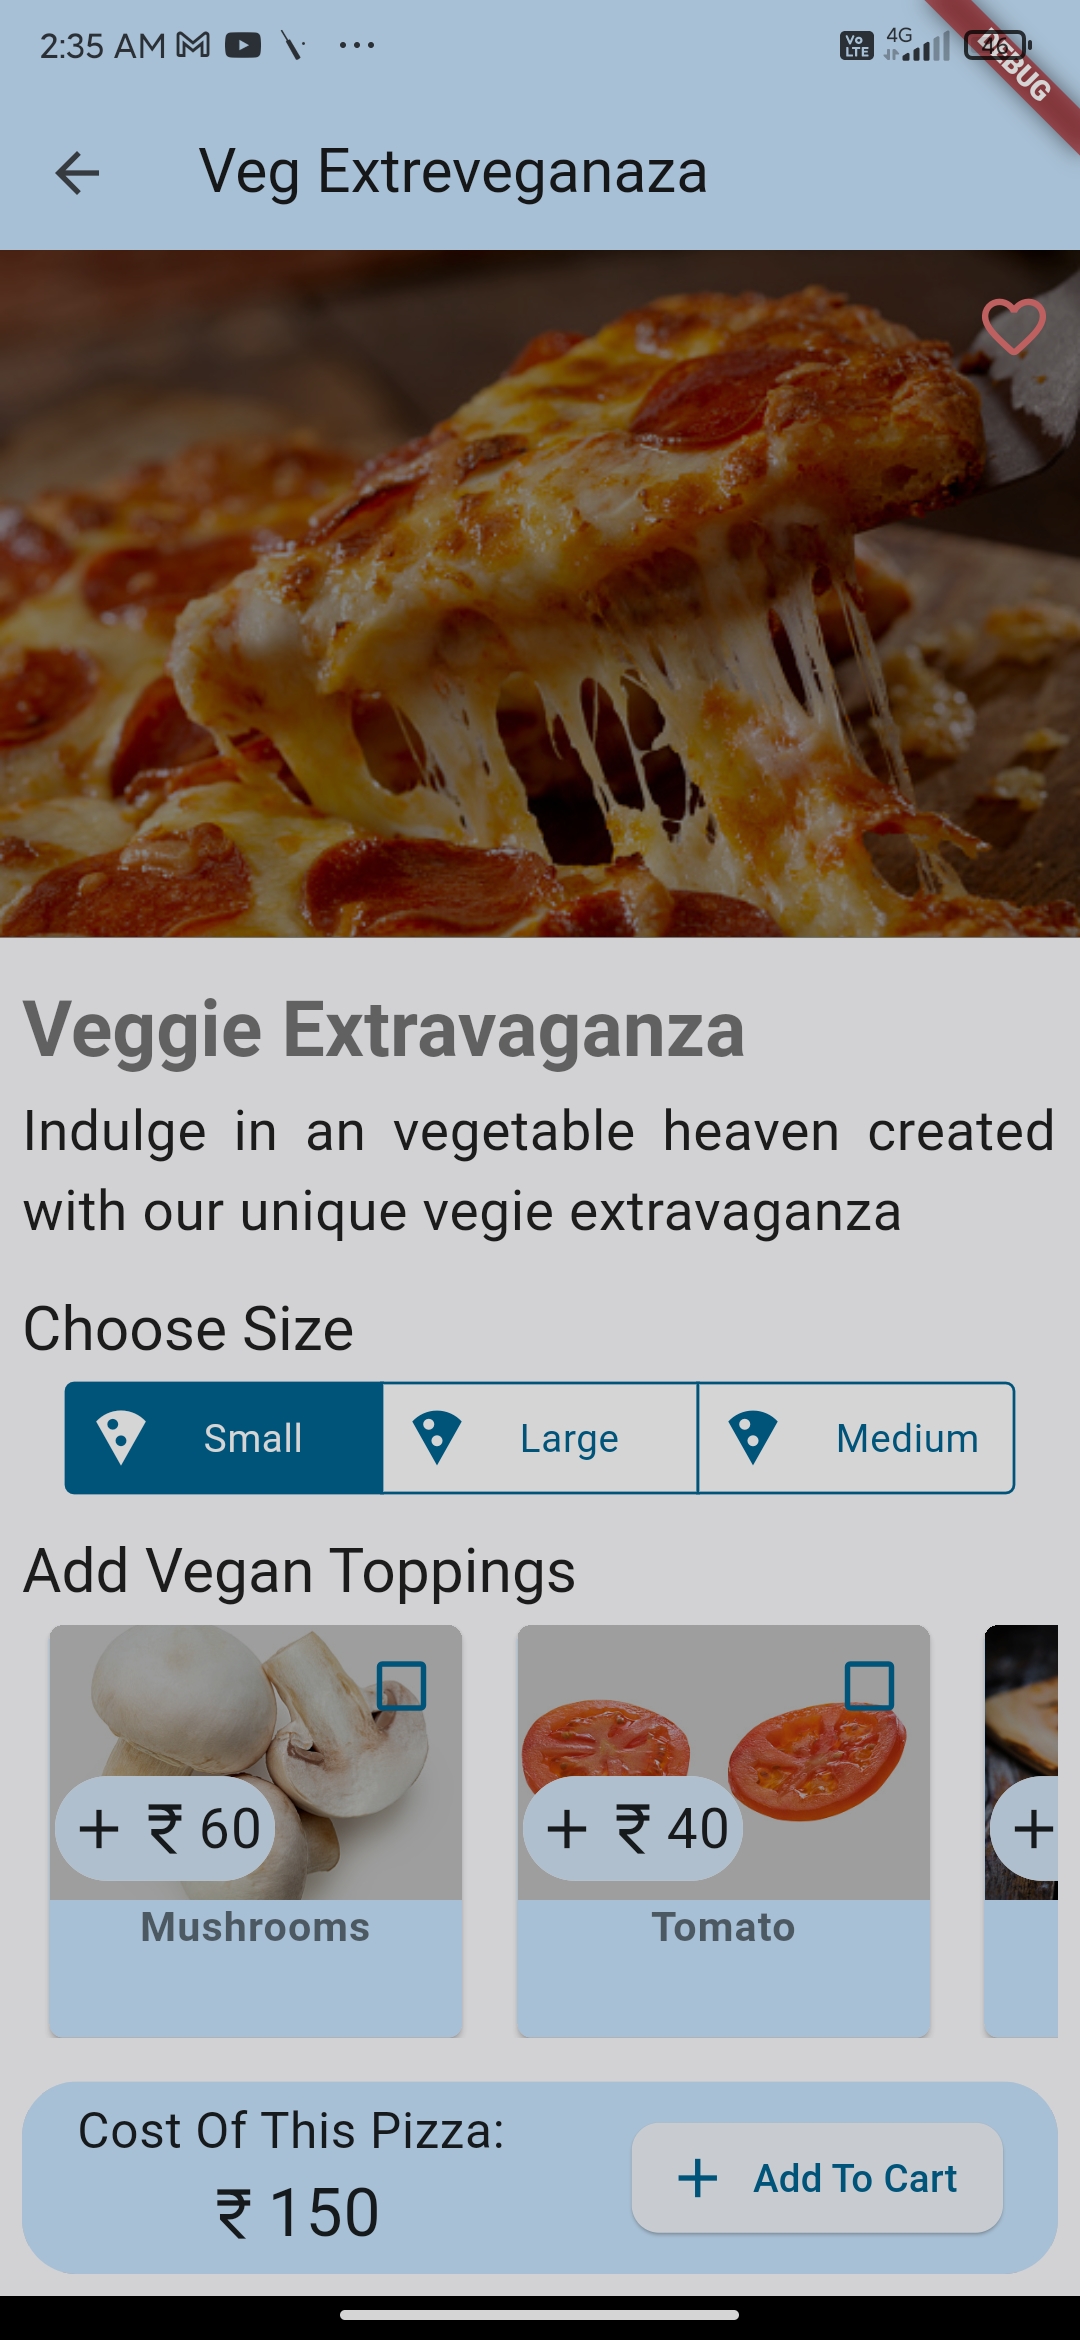 2:35 AM
Vo LTE 4G 46
DEBUG
Veg Extreveganaza
Veggie Extravaganza
Indulge in an vegetable heaven created
with our unique vegie extravaganza
Choose Size
Small Large Medium
Add Vegan Toppings
+ ₹ 60 + ₹ 40 +
Mushrooms Tomato
Cost Of This Pizza:
₹ 150
+ Add To Cart